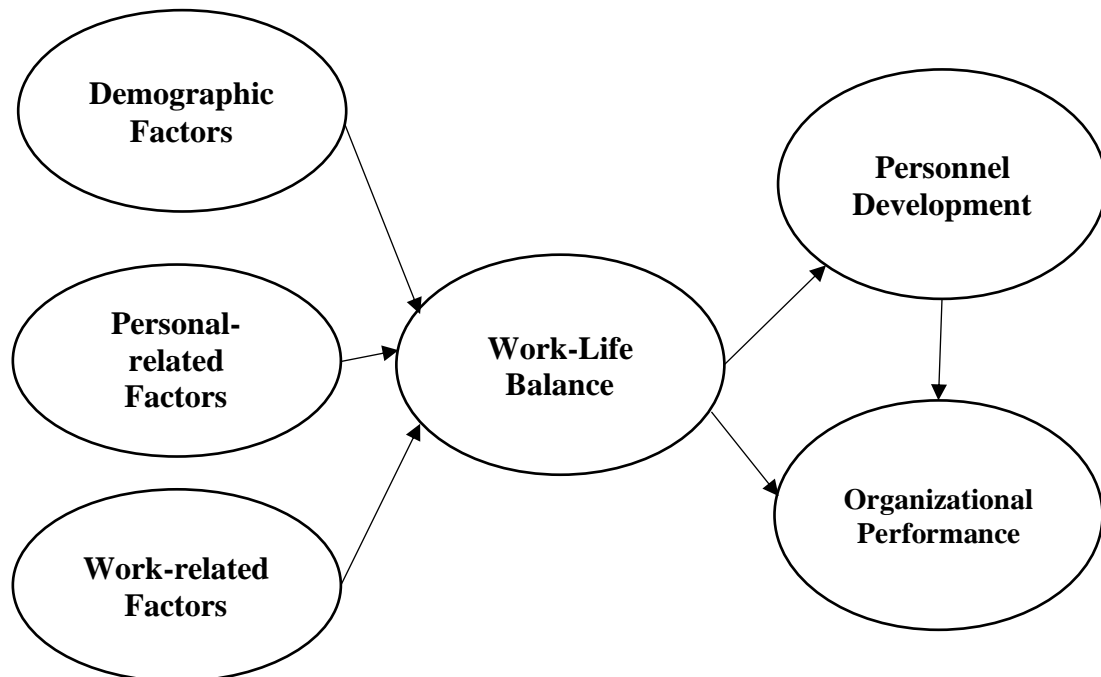 Demographic
Factors
Personal-
related
Factors
Work-related
Factors
Work-Life
Balance
Personnel
Development
Organizational
Performance